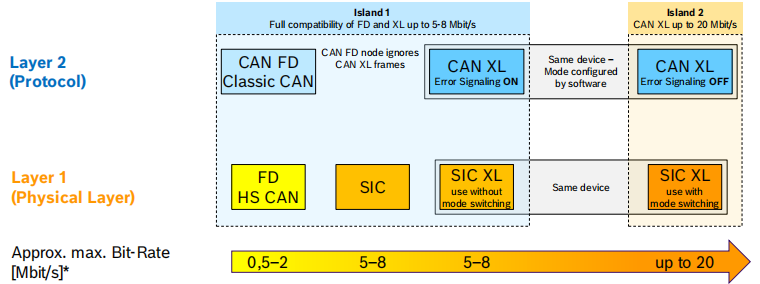 Island 1
Full compatibility of FD and XL up to 5-8 Mbit/s
Island 2
CAN XL up to 20 Mbit/s
Layer 2
(Protocol)
CAN FD
Classic CAN
CAN FD node ignores
CAN XL frames
CAN XL
Error Signaling ON
Same device –
Mode configured
by software
CAN XL
Error Signaling OFF
Layer 1
(Physical Layer)
FD
HS CAN
SIC
SIC XL
use without
mode switching
Same device
SIC XL
use with
mode switching
Approx. max. Bit-Rate
[Mbit/s]*
0,5–2
5–8
5–8
up to 20